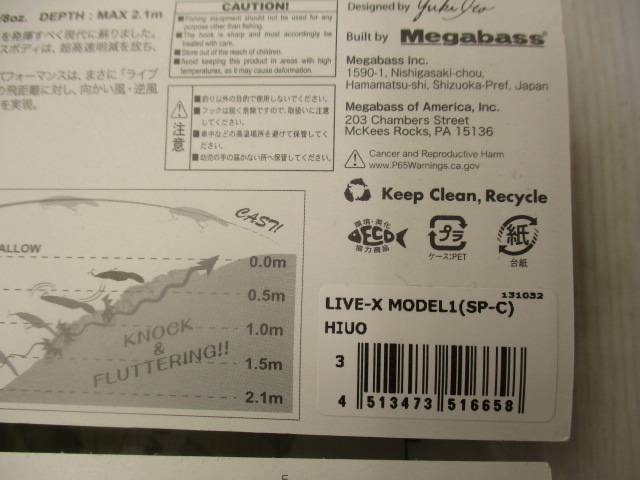 /8oz. DEPTH : MAX 2.1m
を発揮すべく現代に蘇りました。
スボディは、超高速明滅を放ち、
パフォーマンスは、まさに「ライブ
の飛距離に対し、向かい風・逆風
を実現。
CAUTION!
■Fishing equipment should not be used for any
purpose other than fishing.
■The hook is sharp and must accordingly be
treated with care.
■Store out of the reach of children.
■Avoid keeping this product in areas with high
temperatures, as it may cause deformation.
注意
■釣り以外の目的で使用しないでください。
■フックは鋭く危険ですので、取扱いに注意
してください。
■車中などの高温場所を避けて保管してく
ださい。
■幼児の手の届かない所へ保管してください。
Designed by Yuki Ito
Built by Megabass®
Megabass Inc.
1590-1, Nishigasaki-chou,
Hamamatsu-shi, Shizuoka-Pref, Japan
Megabass of America, Inc.
203 Chambers Street
McKees Rocks, PA 15136
Cancer and Reproductive Harm
www.P65Warnings.ca.gov
Keep Clean, Recycle
環境・美化
ECO
協力商品
プラ
ケース:PET
紙
台紙
CAST!
ALLOW
0.0m
0.5m
1.0m
1.5m
2.1m
KNOCK
&
FLUTTERING!!
131032
LIVE-X MODEL1(SP-C)
HIUO
3
4 513473 516658